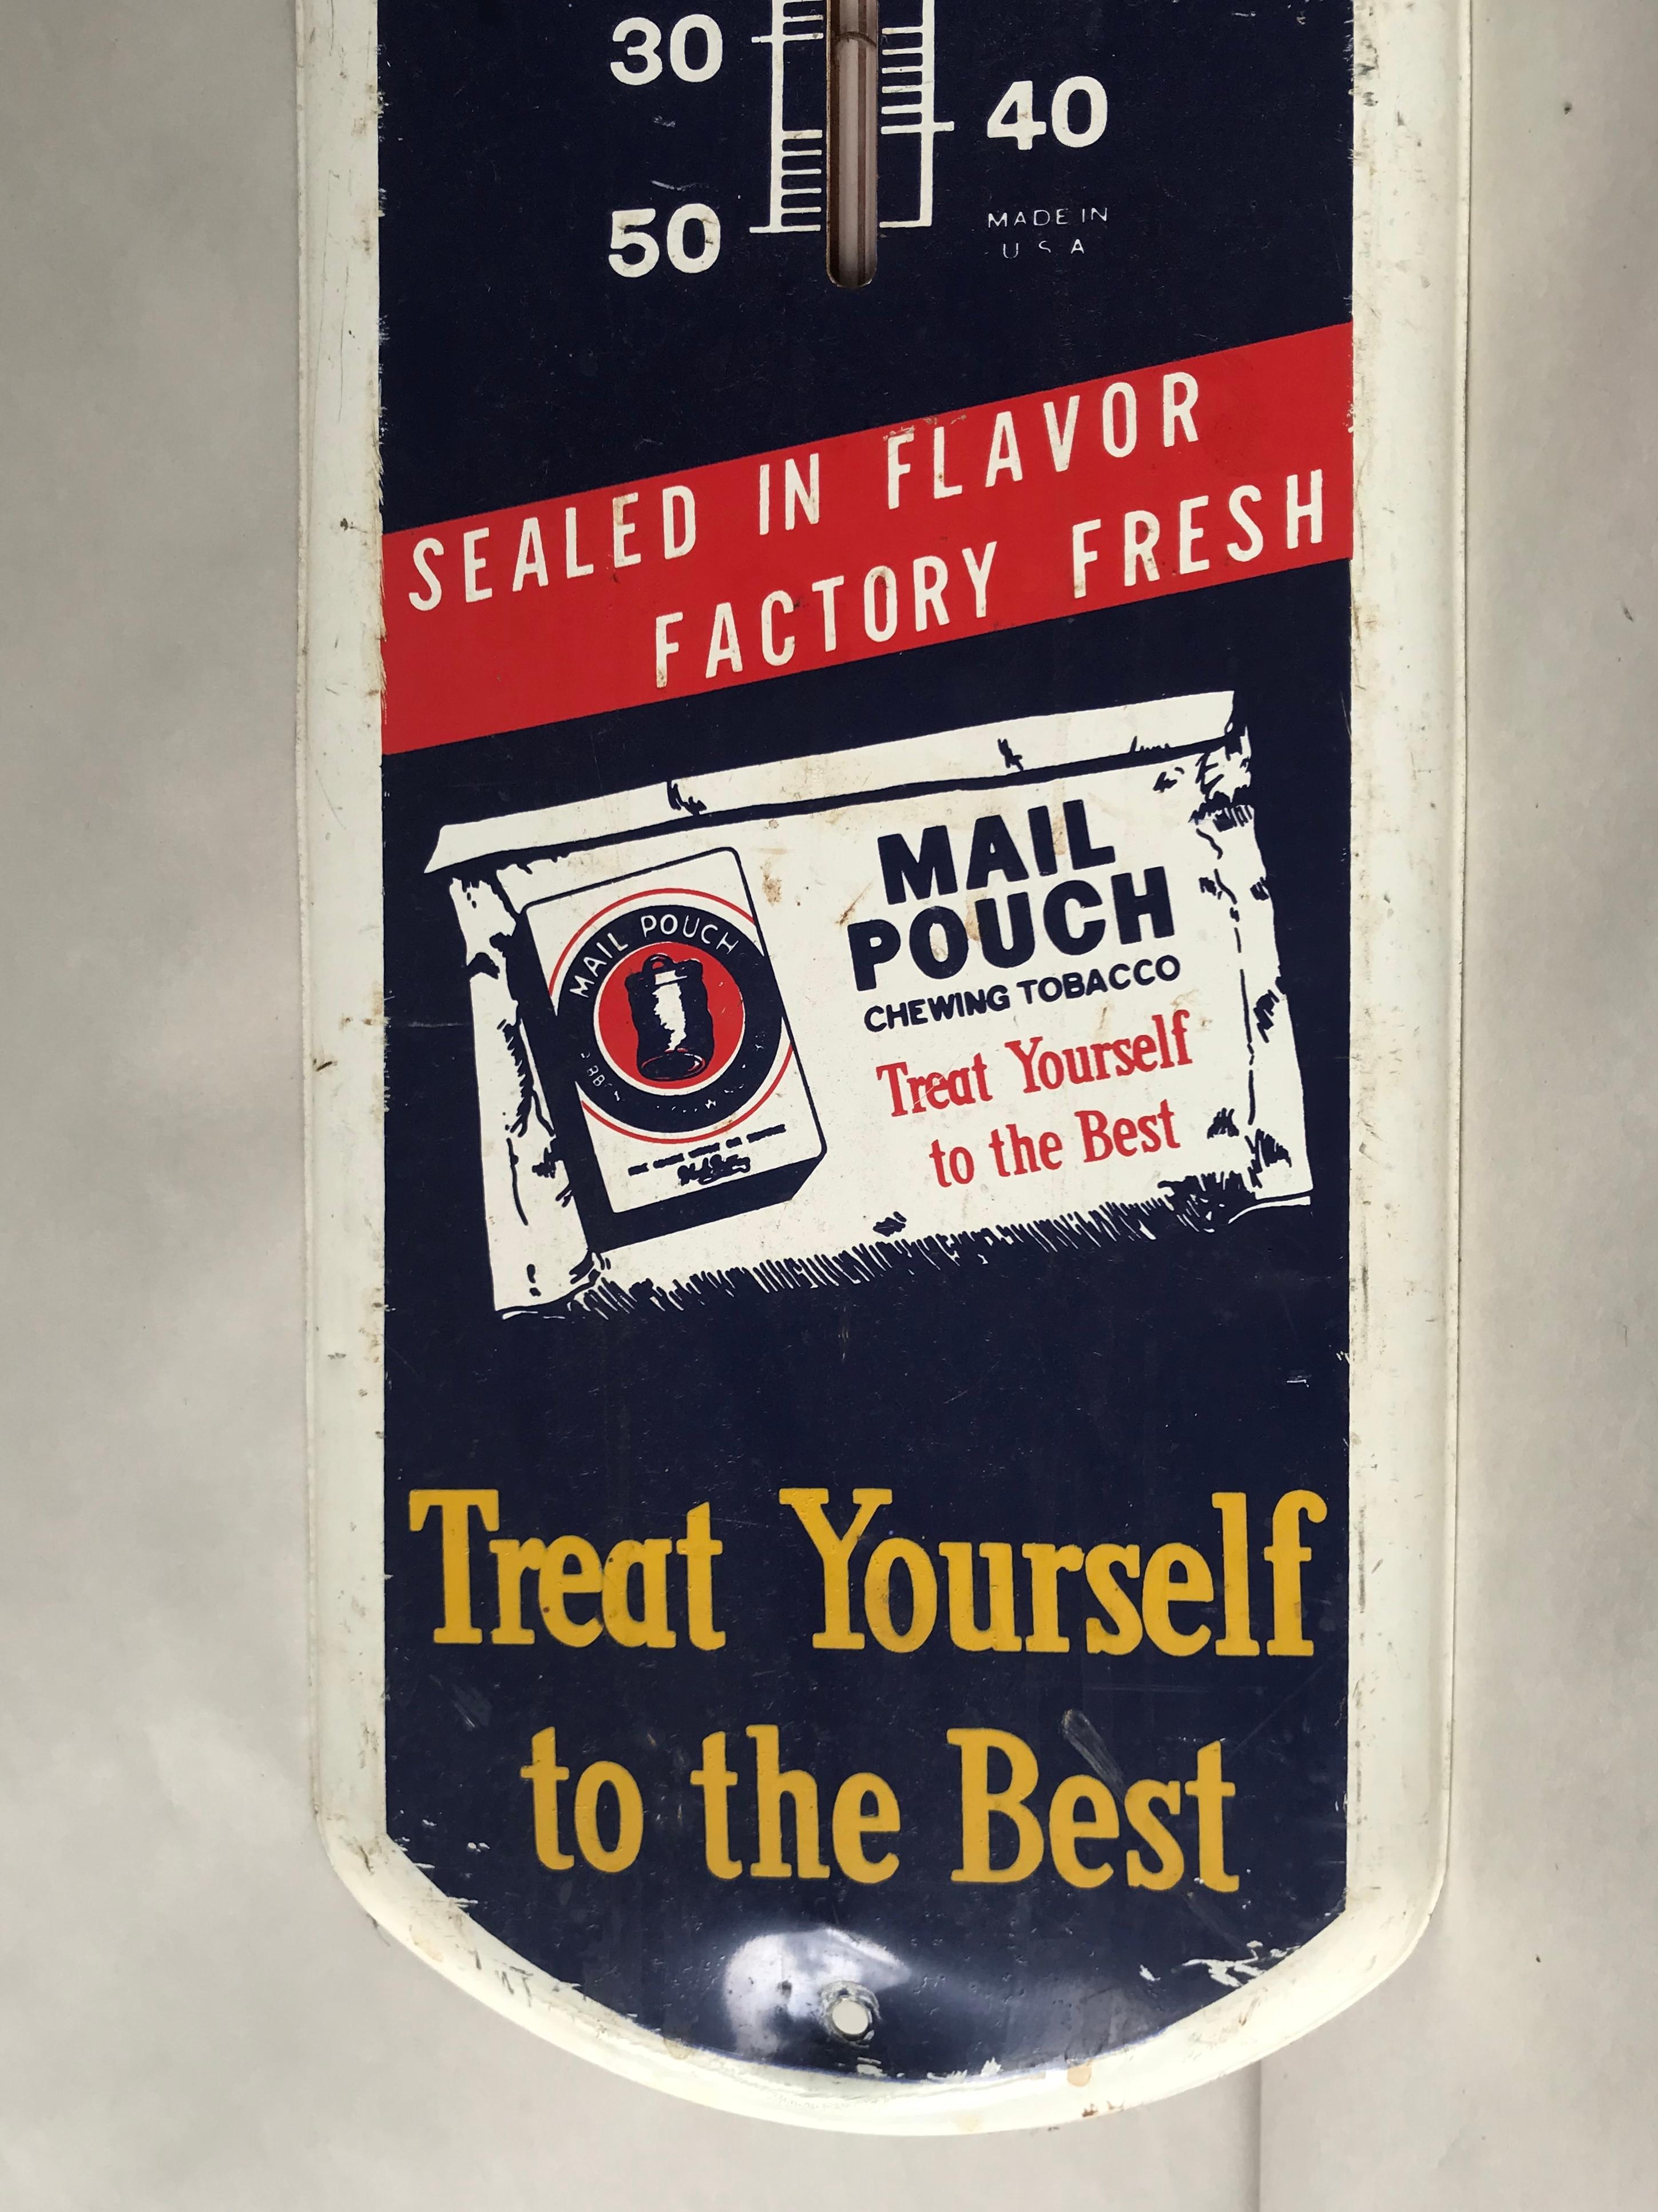 30
40
50
MADE IN
U S A
SEALED IN FLAVOR
FACTORY FRESH
MAIL POUCH
MAIL
POUCH
CHEWING TOBACCO
Treat Yourself
to the Best
Treat Yourself
to the Best